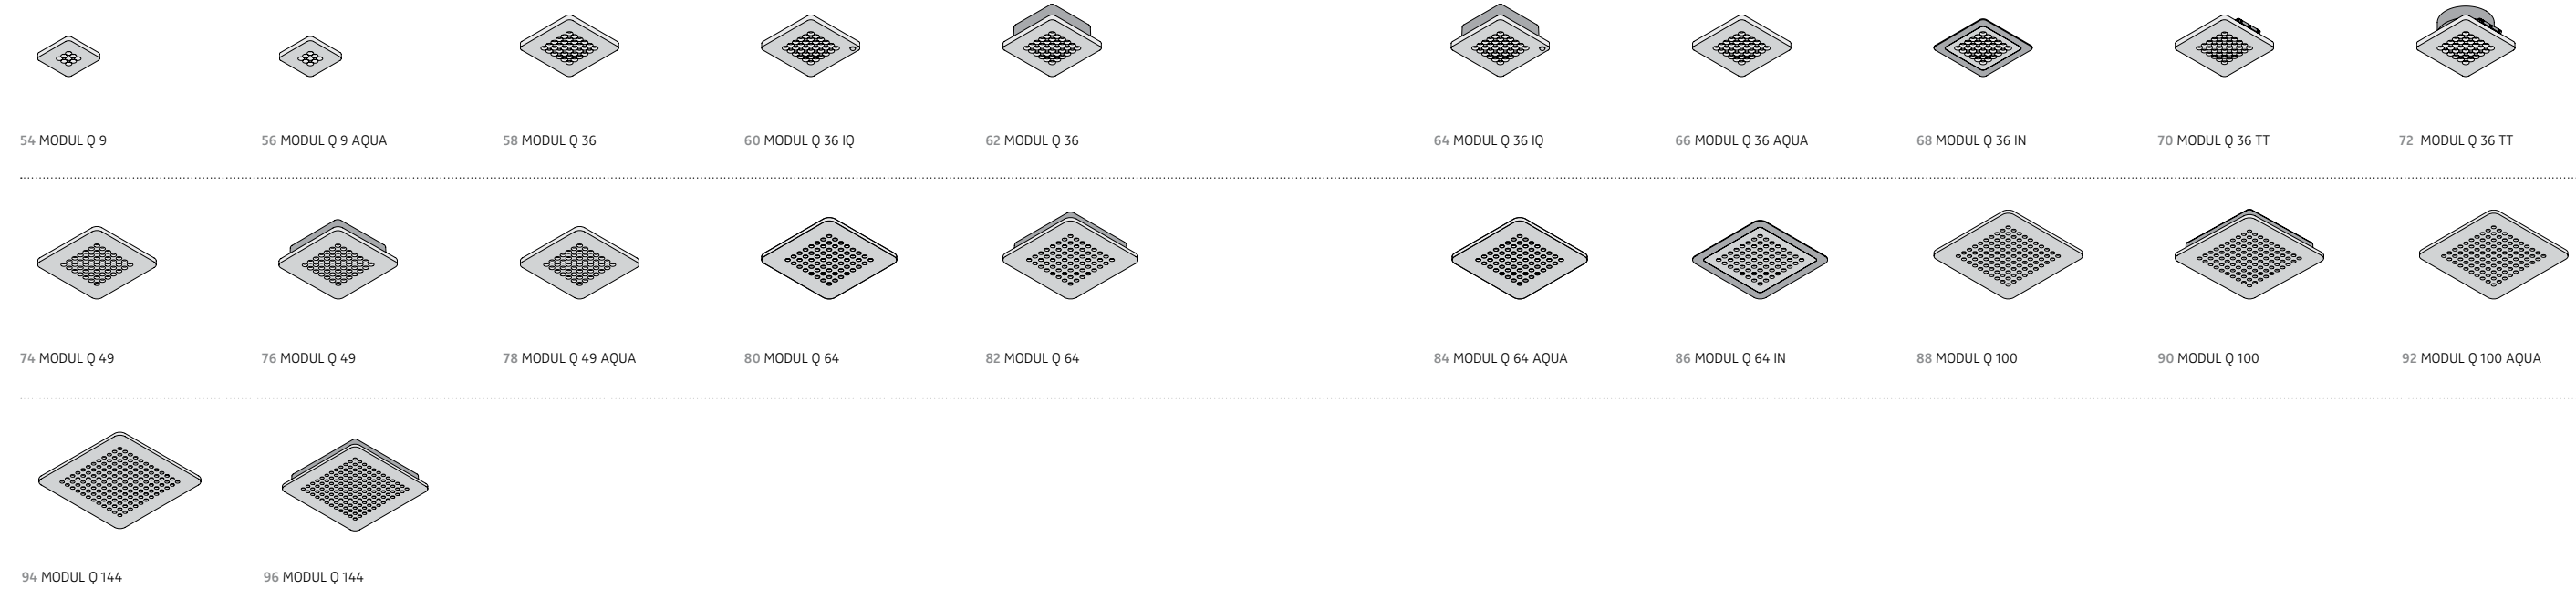 54 MODUL Q 9
56 MODUL Q 9 AQUA
58 MODUL Q 36
60 MODUL Q 36 IQ
62 MODUL Q 36
64 MODUL Q 36 IQ
66 MODUL Q 36 AQUA
68 MODUL Q 36 IN
70 MODUL Q 36 TT
72 MODUL Q 36 TT
74 MODUL Q 49
76 MODUL Q 49
78 MODUL Q 49 AQUA
80 MODUL Q 64
82 MODUL Q 64
84 MODUL Q 64 AQUA
86 MODUL Q 64 IN
88 MODUL Q 100
90 MODUL Q 100
92 MODUL Q 100 AQUA
94 MODUL Q 144
96 MODUL Q 144